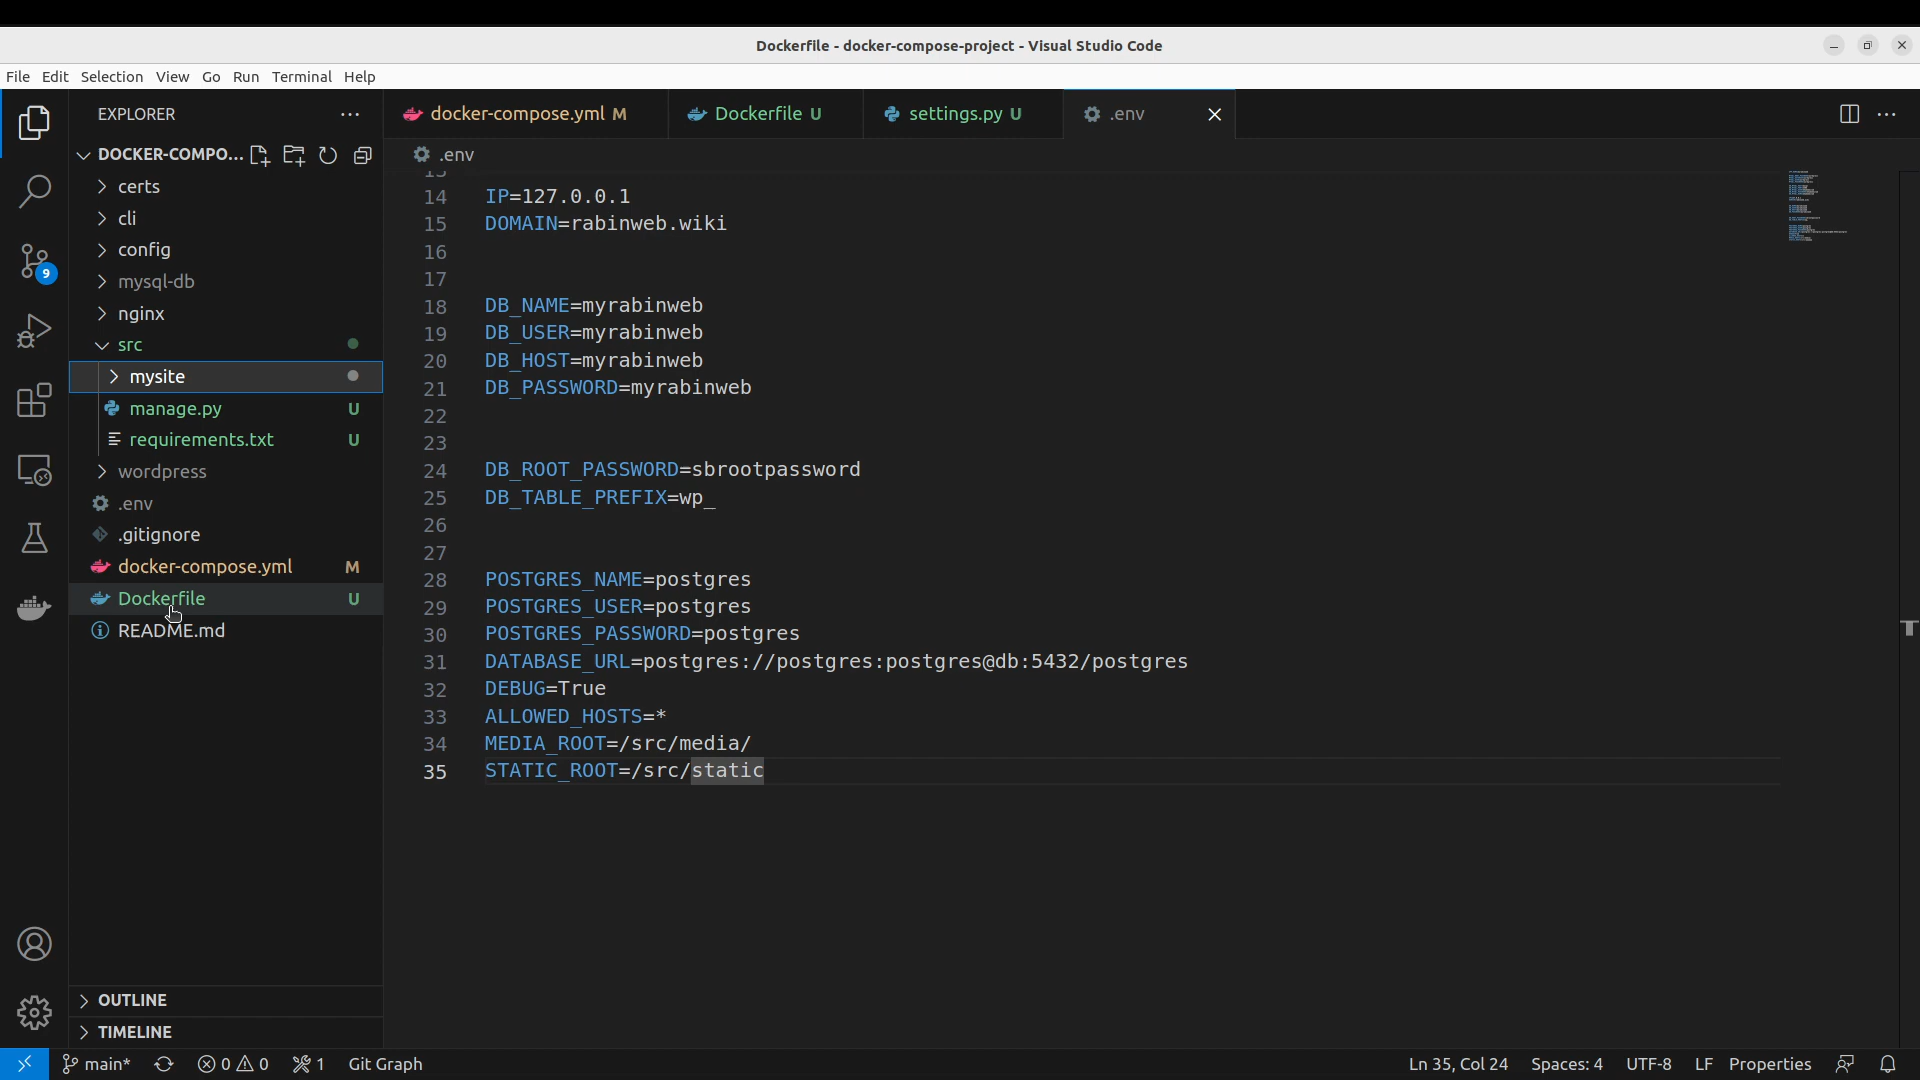 Dockerfile - docker-compose-project - Visual Studio Code
File Edit Selection View Go Run Terminal Help
EXPLORER
DOCKER-COMPO...
certs
cli
config
mysql-db
nginx
src
mysite
manage.py U
requirements.txt U
wordpress
.env
.gitignore
docker-compose.yml M
Dockerfile U
README.md
OUTLINE
TIMELINE
9
docker-compose.yml M Dockerfile U settings.py U .env
.env
14 IP=127.0.0.1
15 DOMAIN=rabinweb.wiki
16
17
18 DB_NAME=myrabinweb
19 DB_USER=myrabinweb
20 DB_HOST=myrabinweb
21 DB_PASSWORD=myrabinweb
22
23
24 DB_ROOT_PASSWORD=sbrootpassword
25 DB_TABLE_PREFIX=wp_
26
27
28 POSTGRES_NAME=postgres
29 POSTGRES_USER=postgres
30 POSTGRES_PASSWORD=postgres
31 DATABASE_URL=postgres://postgres:postgres@db:5432/postgres
32 DEBUG=True
33 ALLOWED_HOSTS=*
34 MEDIA_ROOT=/src/media/
35 STATIC_ROOT=/src/static
main* 0 0 1 Git Graph Ln 35, Col 24 Spaces: 4 UTF-8 LF Properties